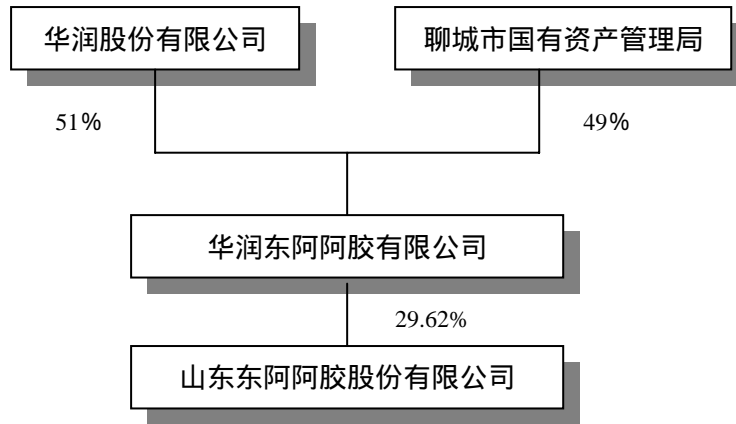 华润股份有限公司
聊城市国有资产管理局
51%
49%
华润东阿阿胶有限公司
29.62%
山东东阿阿胶股份有限公司